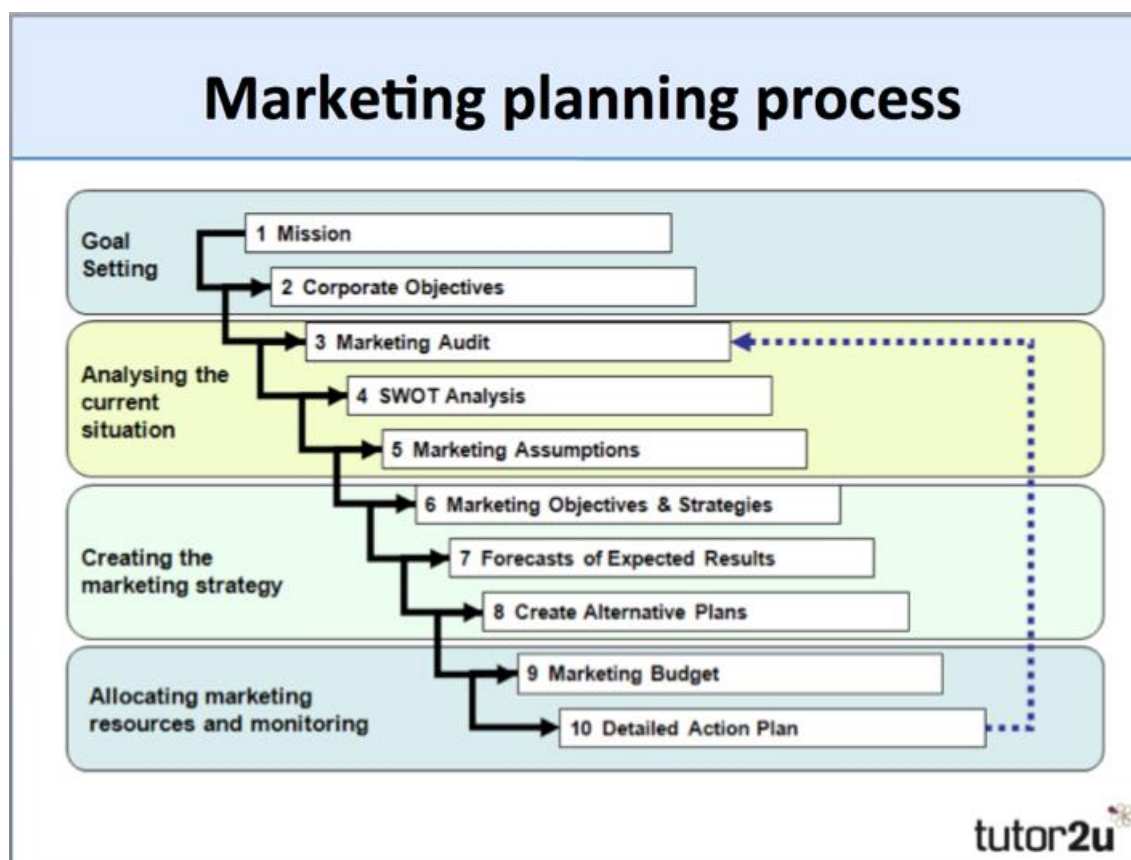 Marketing planning process
Goal
Setting
1 Mission
2 Corporate Objectives
Analysing the
current
situation
3 Marketing Audit
4 SWOT Analysis
5 Marketing Assumptions
Creating the
marketing strategy
6 Marketing Objectives & Strategies
7 Forecasts of Expected Results
8 Create Alternative Plans
Allocating marketing
resources and monitoring
9 Marketing Budget
10 Detailed Action Plan
tutor2u